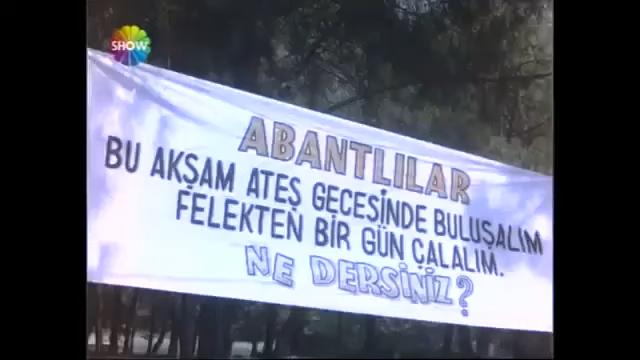 SHOW
ABANTLILAR
BU AKŞAM ATEŞ GECESİNDE BULUŞALIM
FELEKTEN BİR GÜN ÇALALIM.
NE DERSİNİZ?